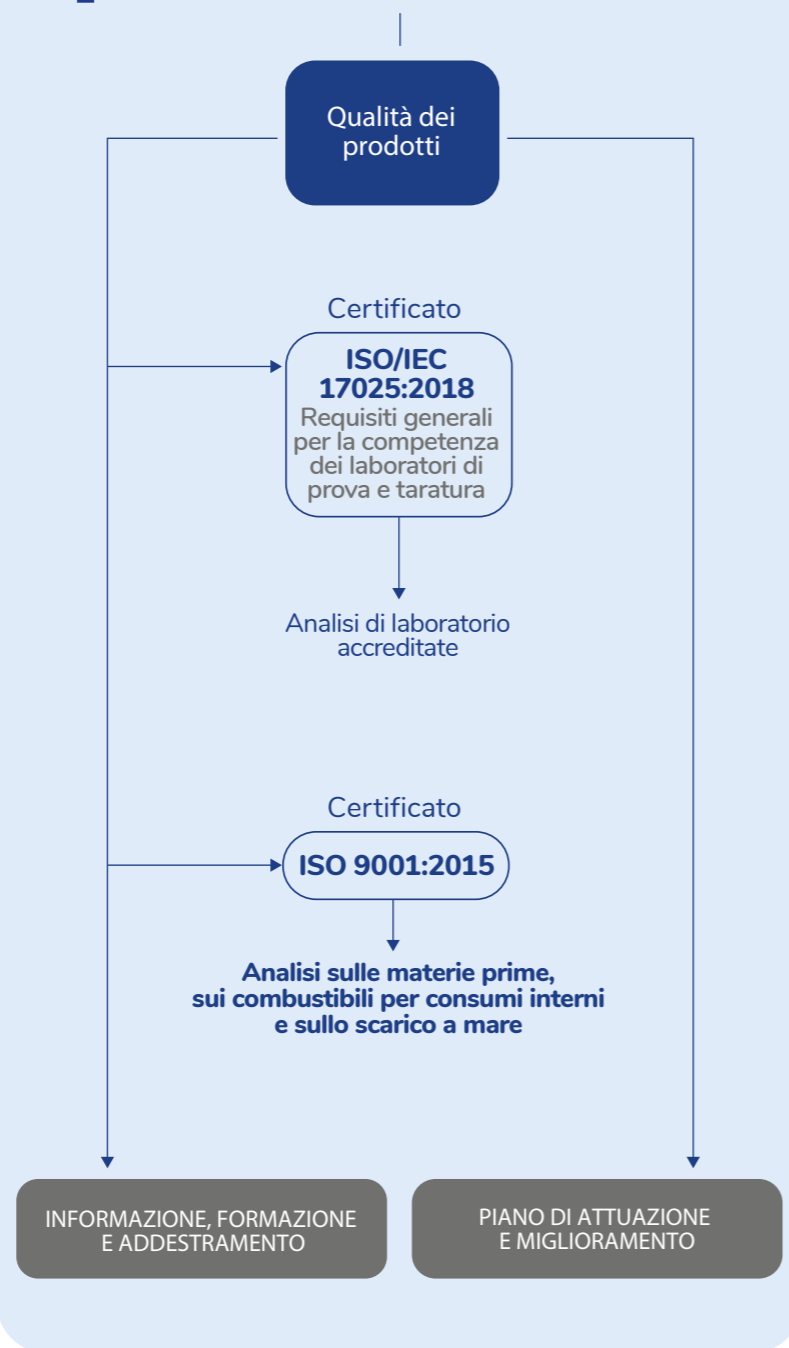 Qualità dei
prodotti
Certificato
ISO/IEC
17025:2018
Requisiti generali
per la competenza
dei laboratori di
prova e taratura
Analisi di laboratorio
accreditate
Certificato
ISO 9001:2015
Analisi sulle materie prime,
sui combustibili per consumi interni
e sullo scarico a mare
INFORMAZIONE, FORMAZIONE
E ADDESTRAMENTO
PIANO DI ATTUAZIONE
E MIGLIORAMENTO